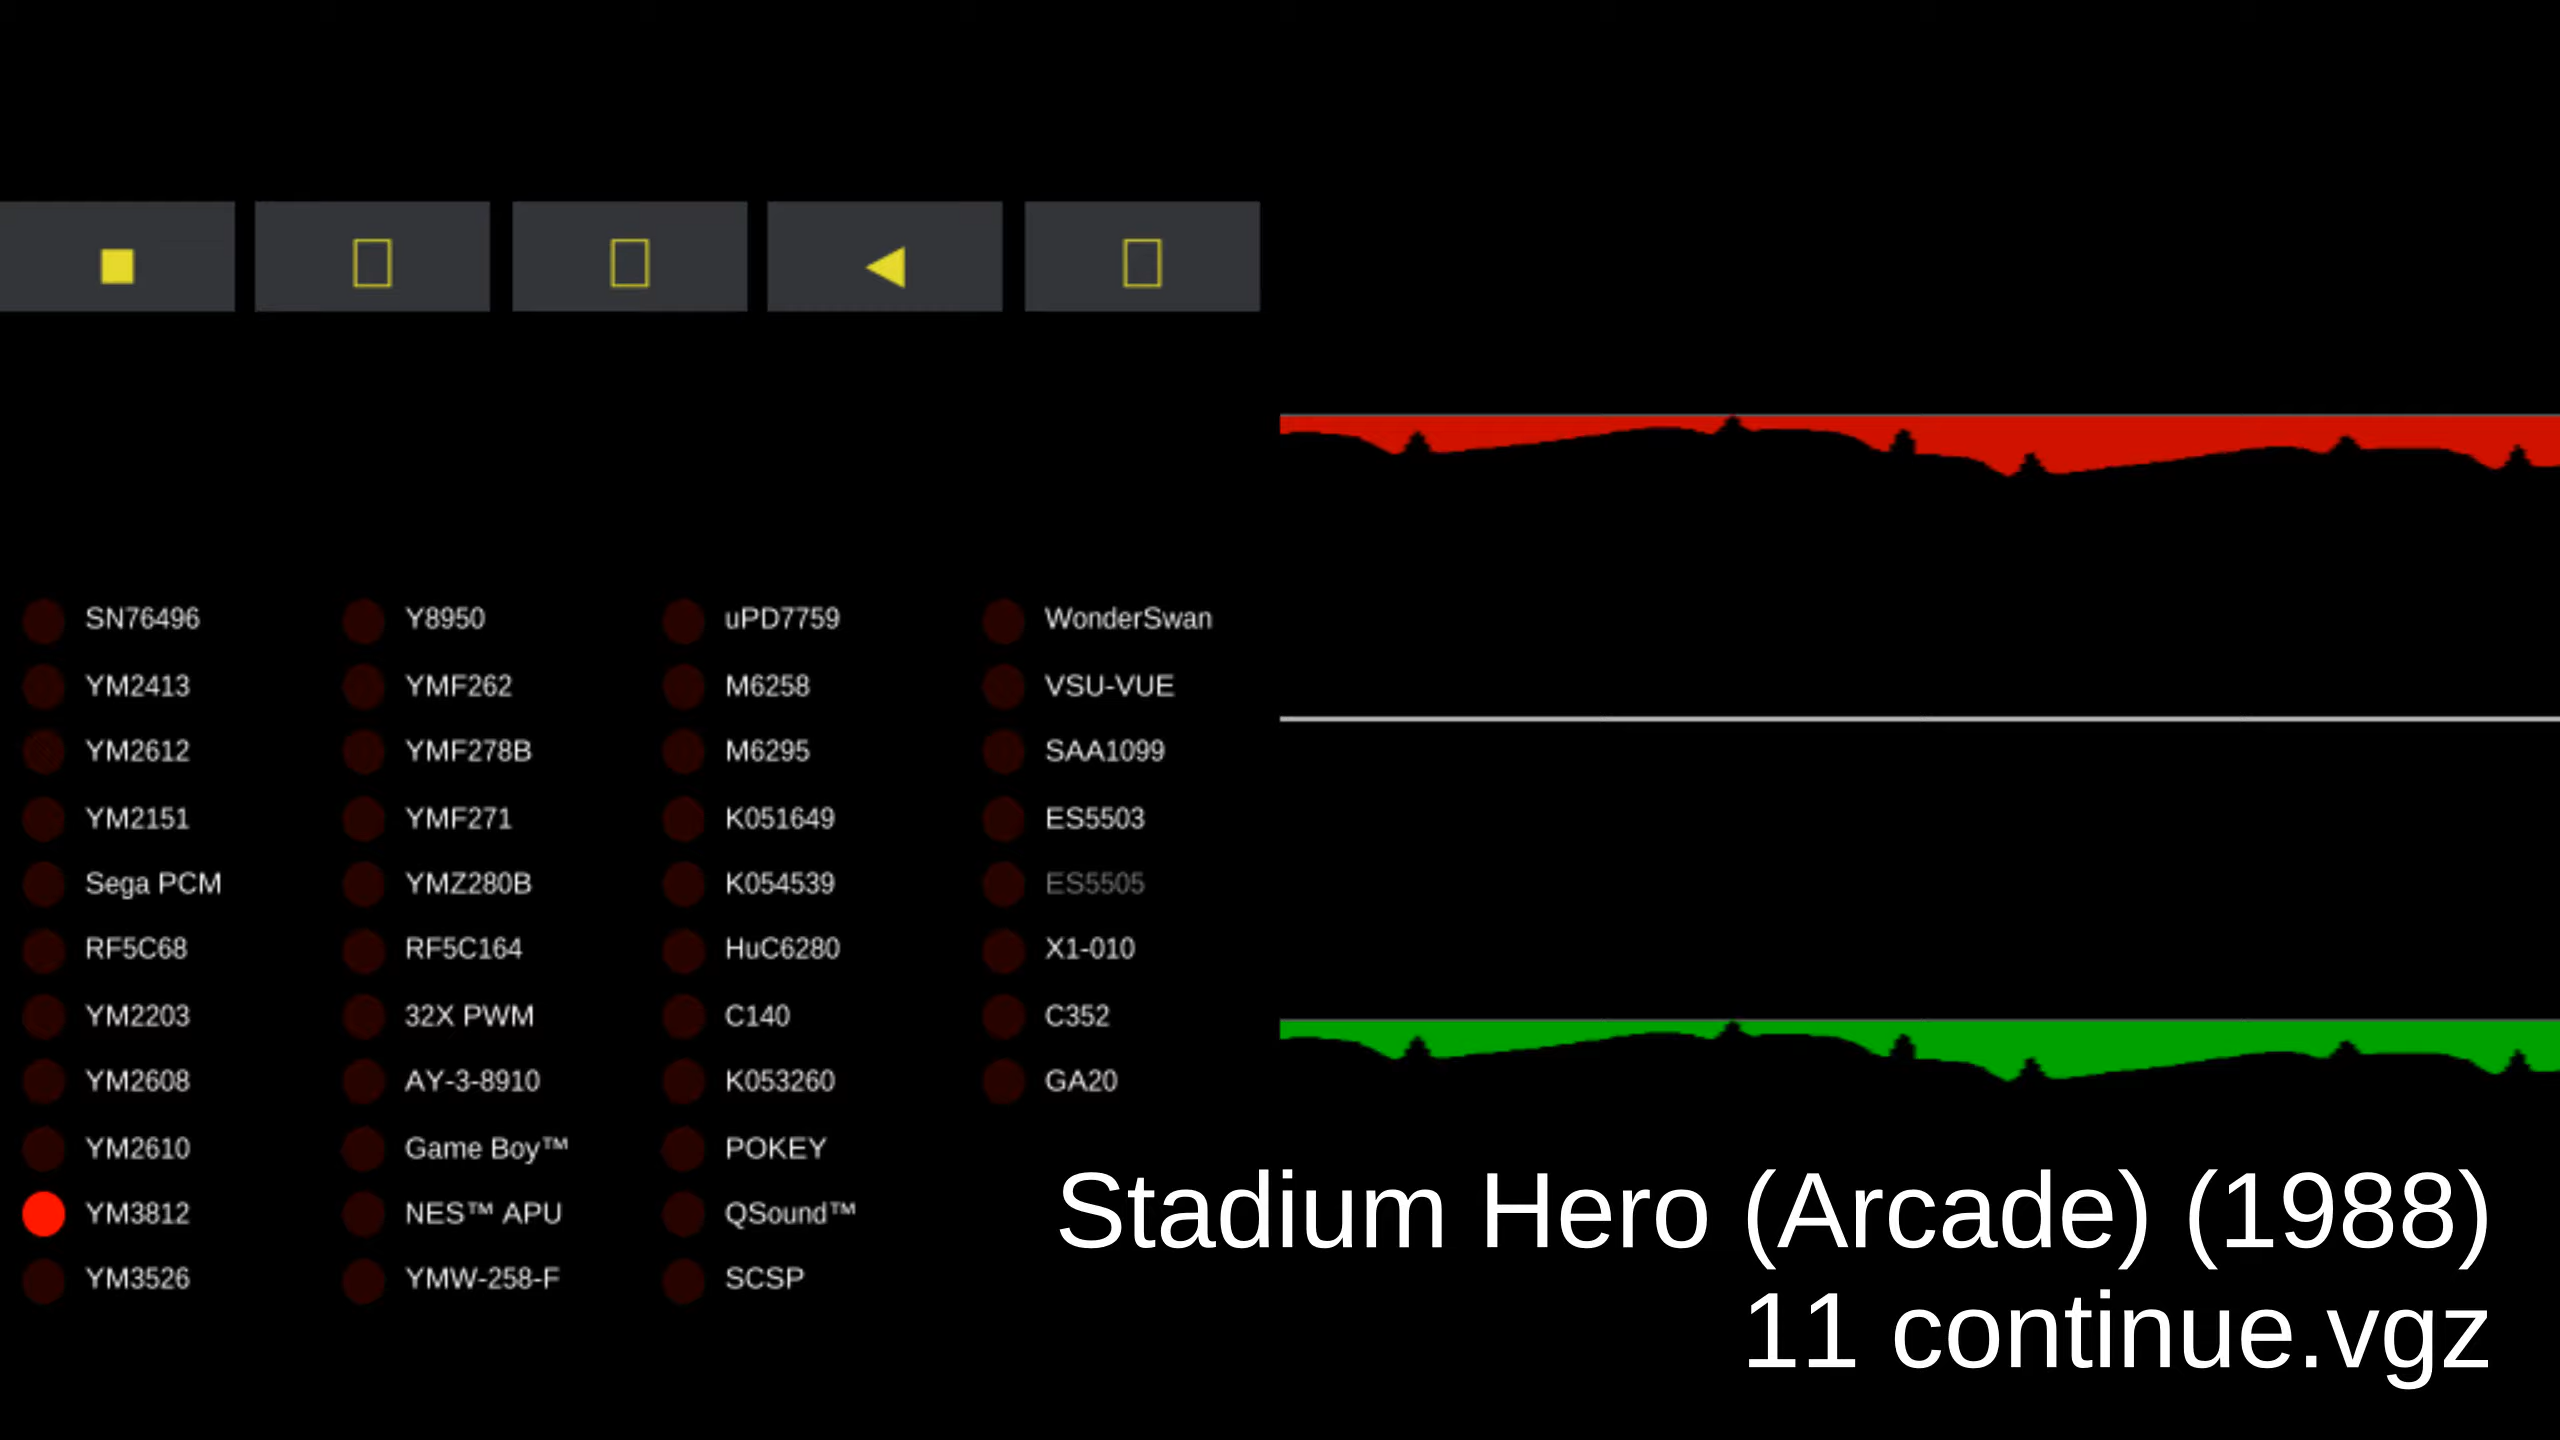 SN76496
YM2413
YM2612
YM2151
Sega PCM
RF5C68
YM2203
YM2608
YM2610
YM3812
YM3526
Y8950
YMF262
YMF278B
YMF271
YMZ280B
RF5C164
32X PWM
AY-3-8910
Game Boy™
NES™ APU
YMW-258-F
uPD7759
M6258
M6295
K051649
K054539
HuC6280
C140
K053260
POKEY
QSound™
SCSP
WonderSwan
VSU-VUE
SAA1099
ES5503
ES5505
X1-010
C352
GA20
Stadium Hero (Arcade) (1988)
11 continue.vgz